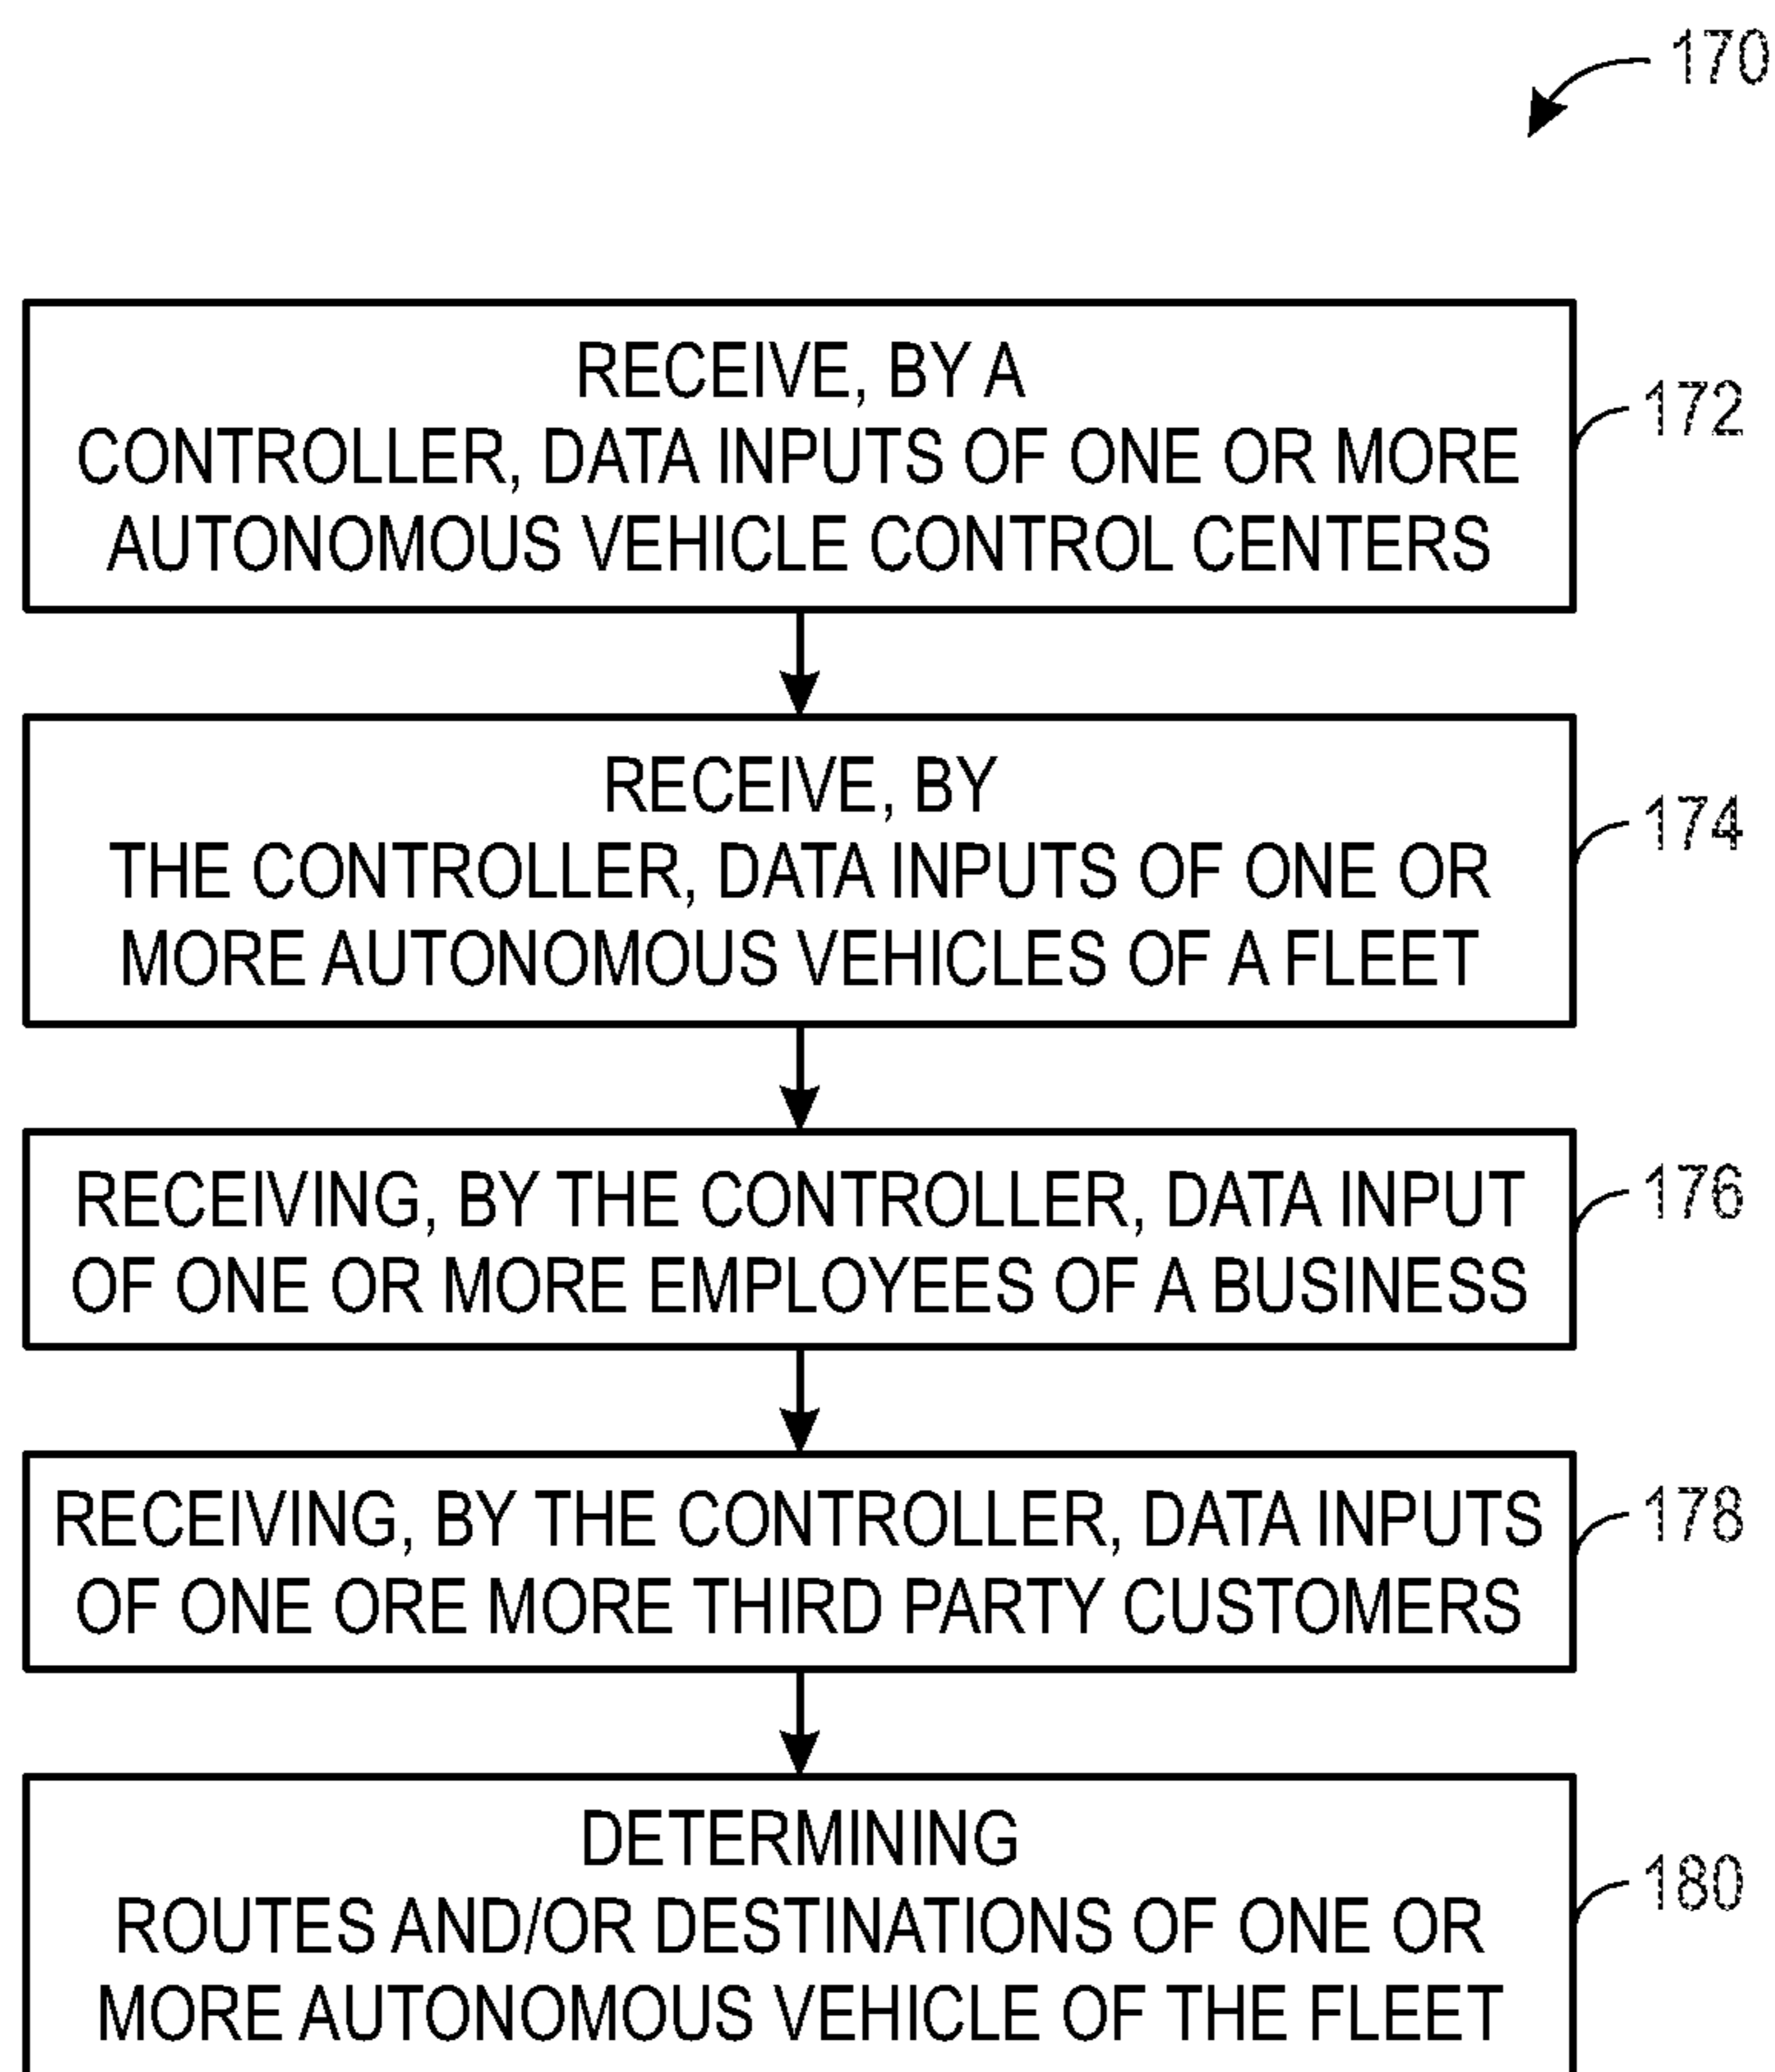 170
RECEIVE, BY A
CONTROLLER, DATA INPUTS OF ONE OR MORE
AUTONOMOUS VEHICLE CONTROL CENTERS
172
RECEIVE, BY
THE CONTROLLER, DATA INPUTS OF ONE OR
MORE AUTONOMOUS VEHICLES OF A FLEET
174
RECEIVING, BY THE CONTROLLER, DATA INPUT
OF ONE OR MORE EMPLOYEES OF A BUSINESS
176
RECEIVING, BY THE CONTROLLER, DATA INPUTS
OF ONE ORE MORE THIRD PARTY CUSTOMERS
178
DETERMINING
ROUTES AND/OR DESTINATIONS OF ONE OR
MORE AUTONOMOUS VEHICLE OF THE FLEET
180